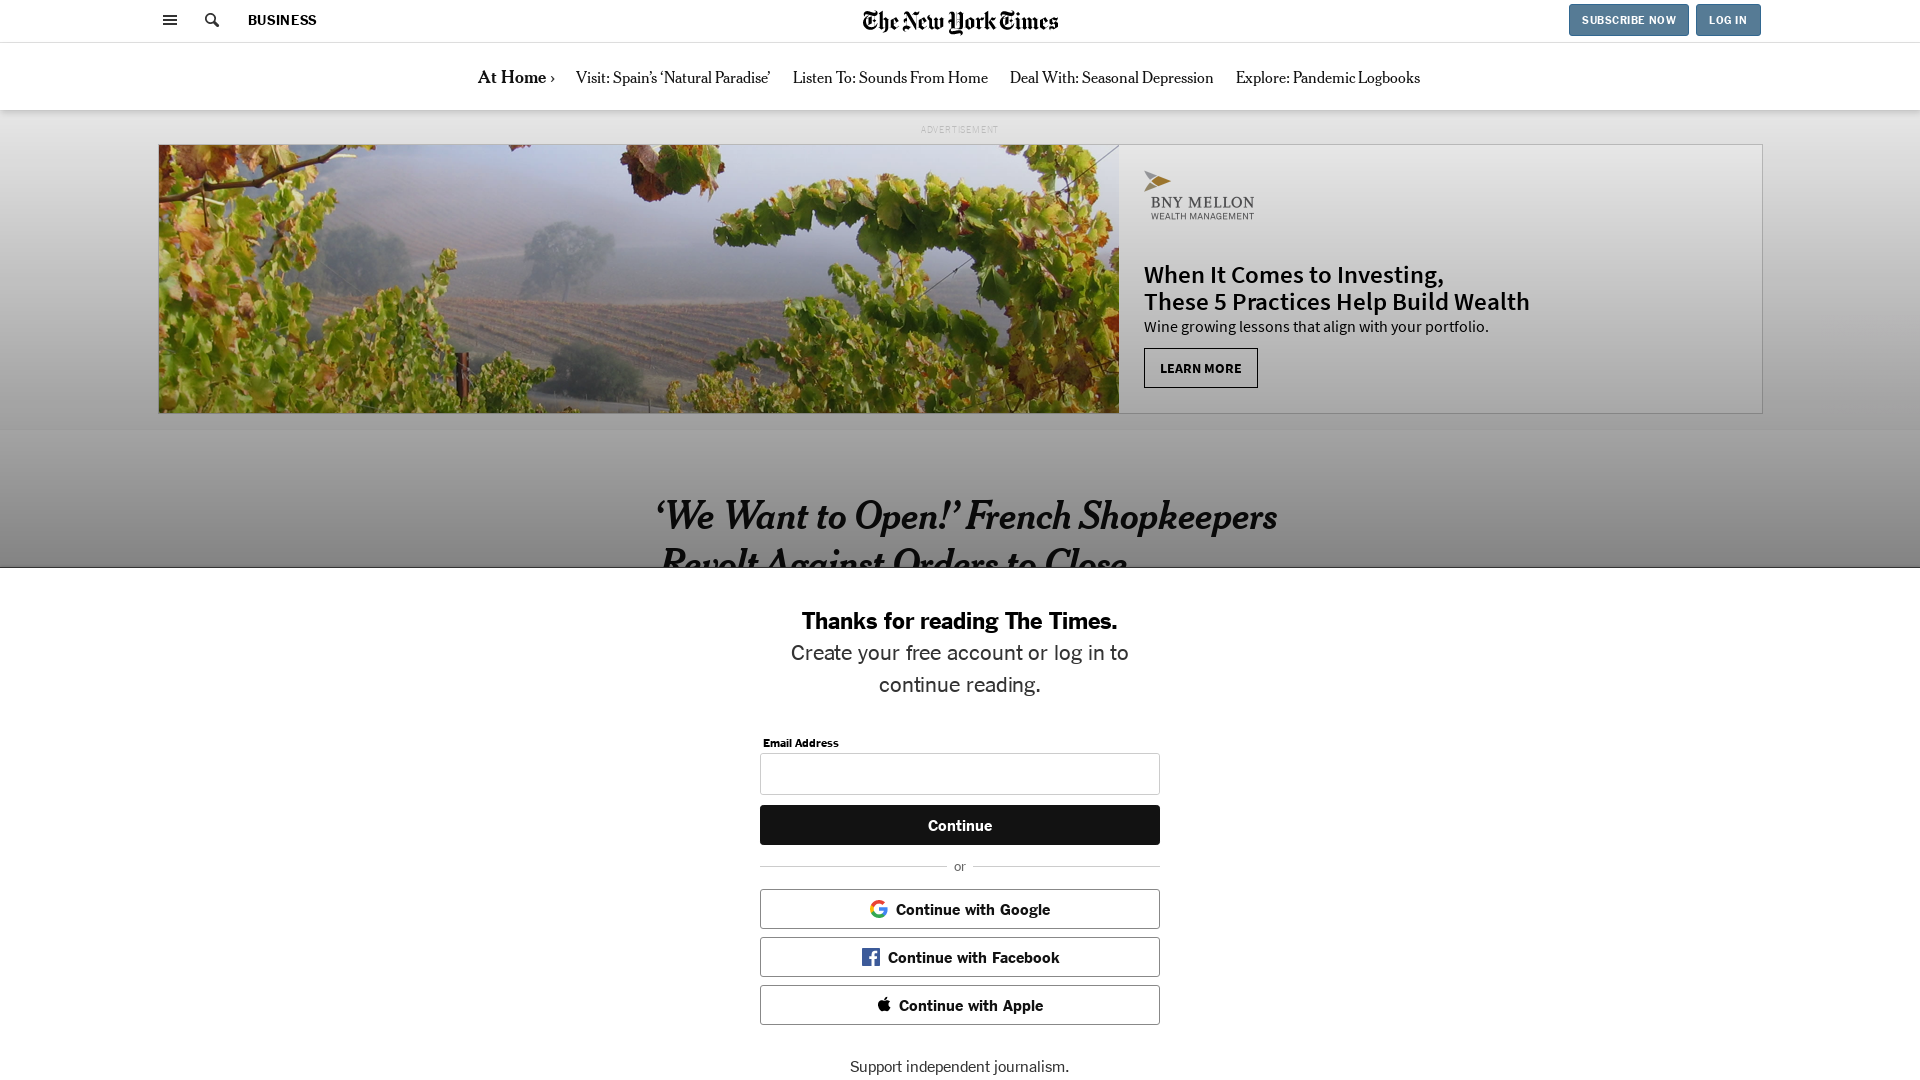 BUSINESS
The New York Times
SUBSCRIBE NOW
LOG IN
At Home ›
Visit: Spain’s ‘Natural Paradise’
Listen To: Sounds From Home
Deal With: Seasonal Depression
Explore: Pandemic Logbooks
ADVERTISEMENT
BNY MELLON
WEALTH MANAGEMENT
When It Comes to Investing,
These 5 Practices Help Build Wealth
Wine growing lessons that align with your portfolio.
LEARN MORE
‘We Want to Open!’ French Shopkeepers
Revolt Against Orders to Close
Thanks for reading The Times.
Create your free account or log in to
continue reading.
Email Address
Continue
or
Continue with Google
Continue with Facebook
Continue with Apple
Support independent journalism.